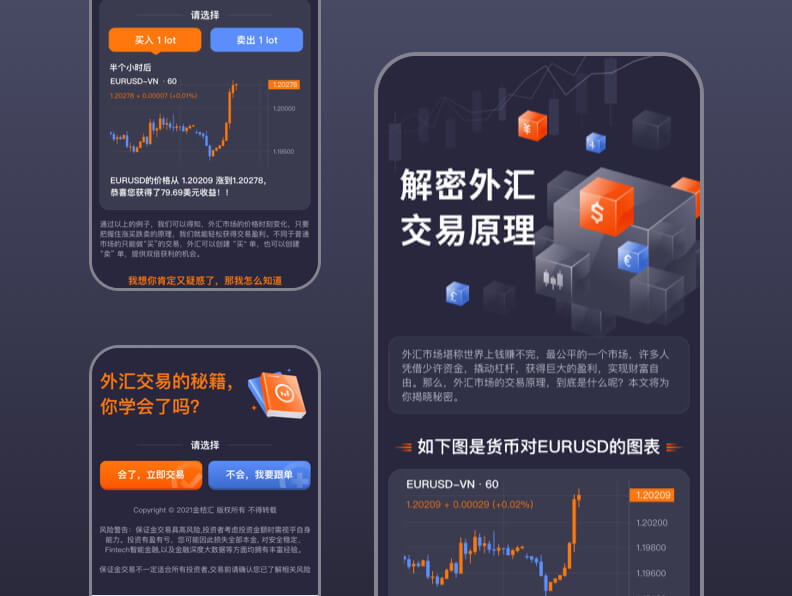 请选择
买入 1 lot
卖出 1 lot
半个小时后
EURUSD-VN · 60
1.20278 + 0.00007 (+0.01%)
1.20278
1.20000
1.19500
EURUSD的价格从 1.20209 涨到1.20278，
恭喜您获得了79.69美元收益！！
通过以上的例子，我们可以得知，外汇市场的价格时刻变化，只要
把握住涨买跌卖的原理，我们就能轻松获得交易盈利。不同于普通
市场的只能做“买”的交易，外汇可以创建 “买” 单，也可以创建
“卖” 单，提供双倍获利的机会。
我想你肯定又疑惑了，那我怎么知道
外汇交易的秘籍，
你学会了吗？
请选择
会了，立即交易
不会，我要跟单
Copyright © 2021金桔汇 版权所有 不得转载
风险警告：保证金交易具高风险,投资者考虑投资金额时需视乎自身
能力。投资有盈有亏，您可能因此损失全部本金, 对安全稳定,
Fintech智能金融,以及金融深度大数据等方面均拥有丰富经验。
保证金交易不一定适合所有投资者,交易前请确认您已了解相关风险
解密外汇
交易原理
¥
$
€
£
外汇市场堪称世界上钱赚不完，最公平的一个市场，许多人
凭借少许资金，撬动杠杆，获得巨大的盈利，实现财富自
由。那么，外汇市场的交易原理，到底是什么呢？本文将为
你揭晓秘密。
如下图是货币对EURUSD的图表
EURUSD-VN · 60
1.20209 + 0.00029 (+0.02%)
1.20209
1.20200
1.19800
1.19600